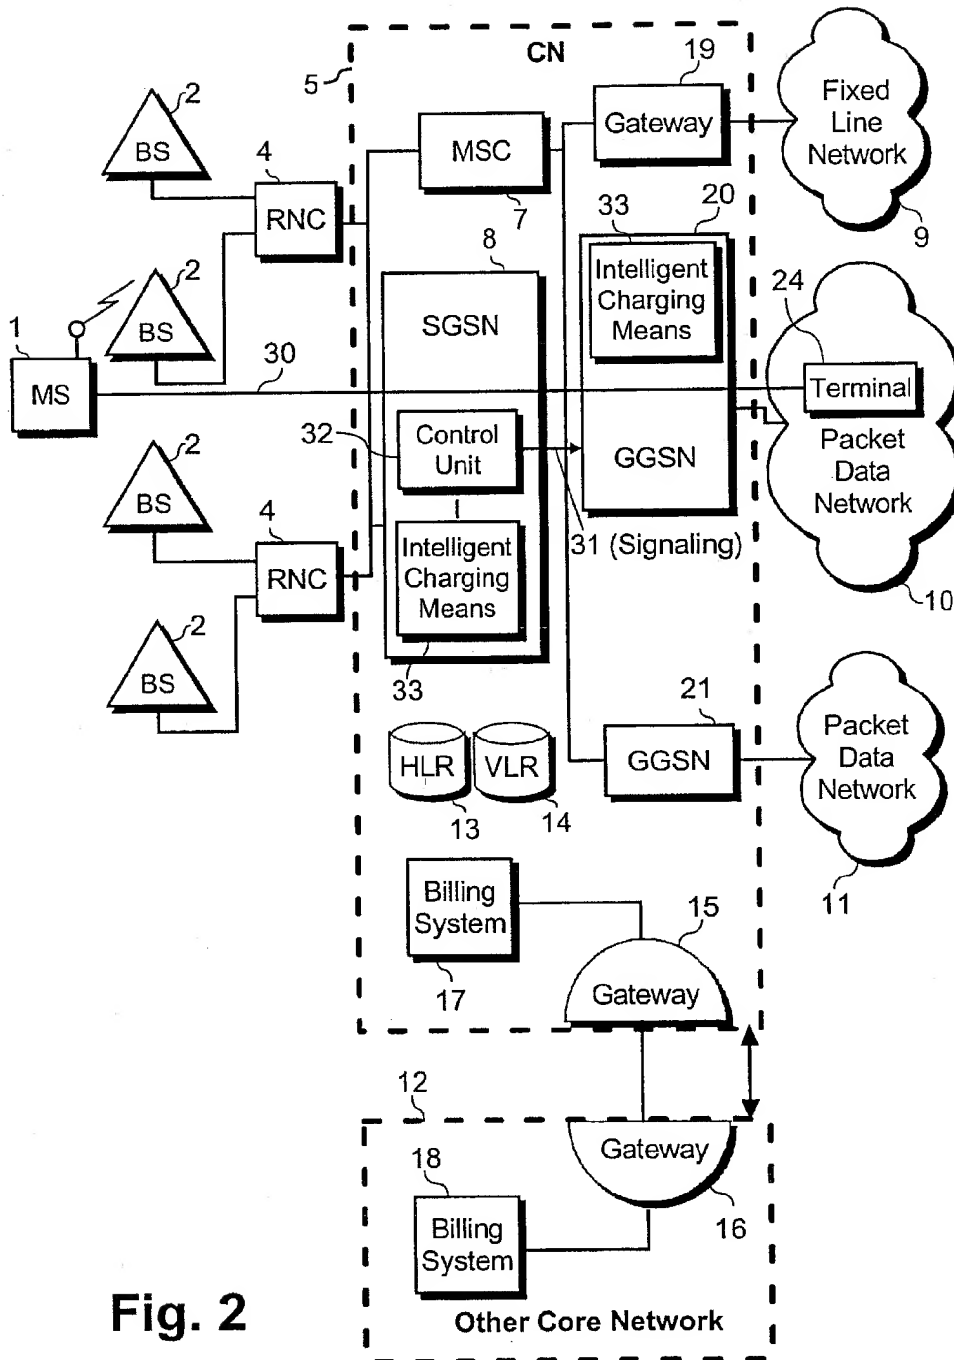 CN
5
19
Gateway
Fixed
Line
Network
9
2
BS
4
RNC
MSC
7
2
BS
1
MS
30
8
SGSN
33
20
Intelligent
Charging
Means
GGSN
24
Terminal
Packet
Data
Network
10
32
Control
Unit
31 (Signaling)
Intelligent
Charging
Means
33
2
BS
4
RNC
2
BS
HLR
13
VLR
14
21
GGSN
Packet
Data
Network
11
Billing
System
17
15
Gateway
12
Gateway
16
18
Billing
System
Other Core Network
Fig. 2